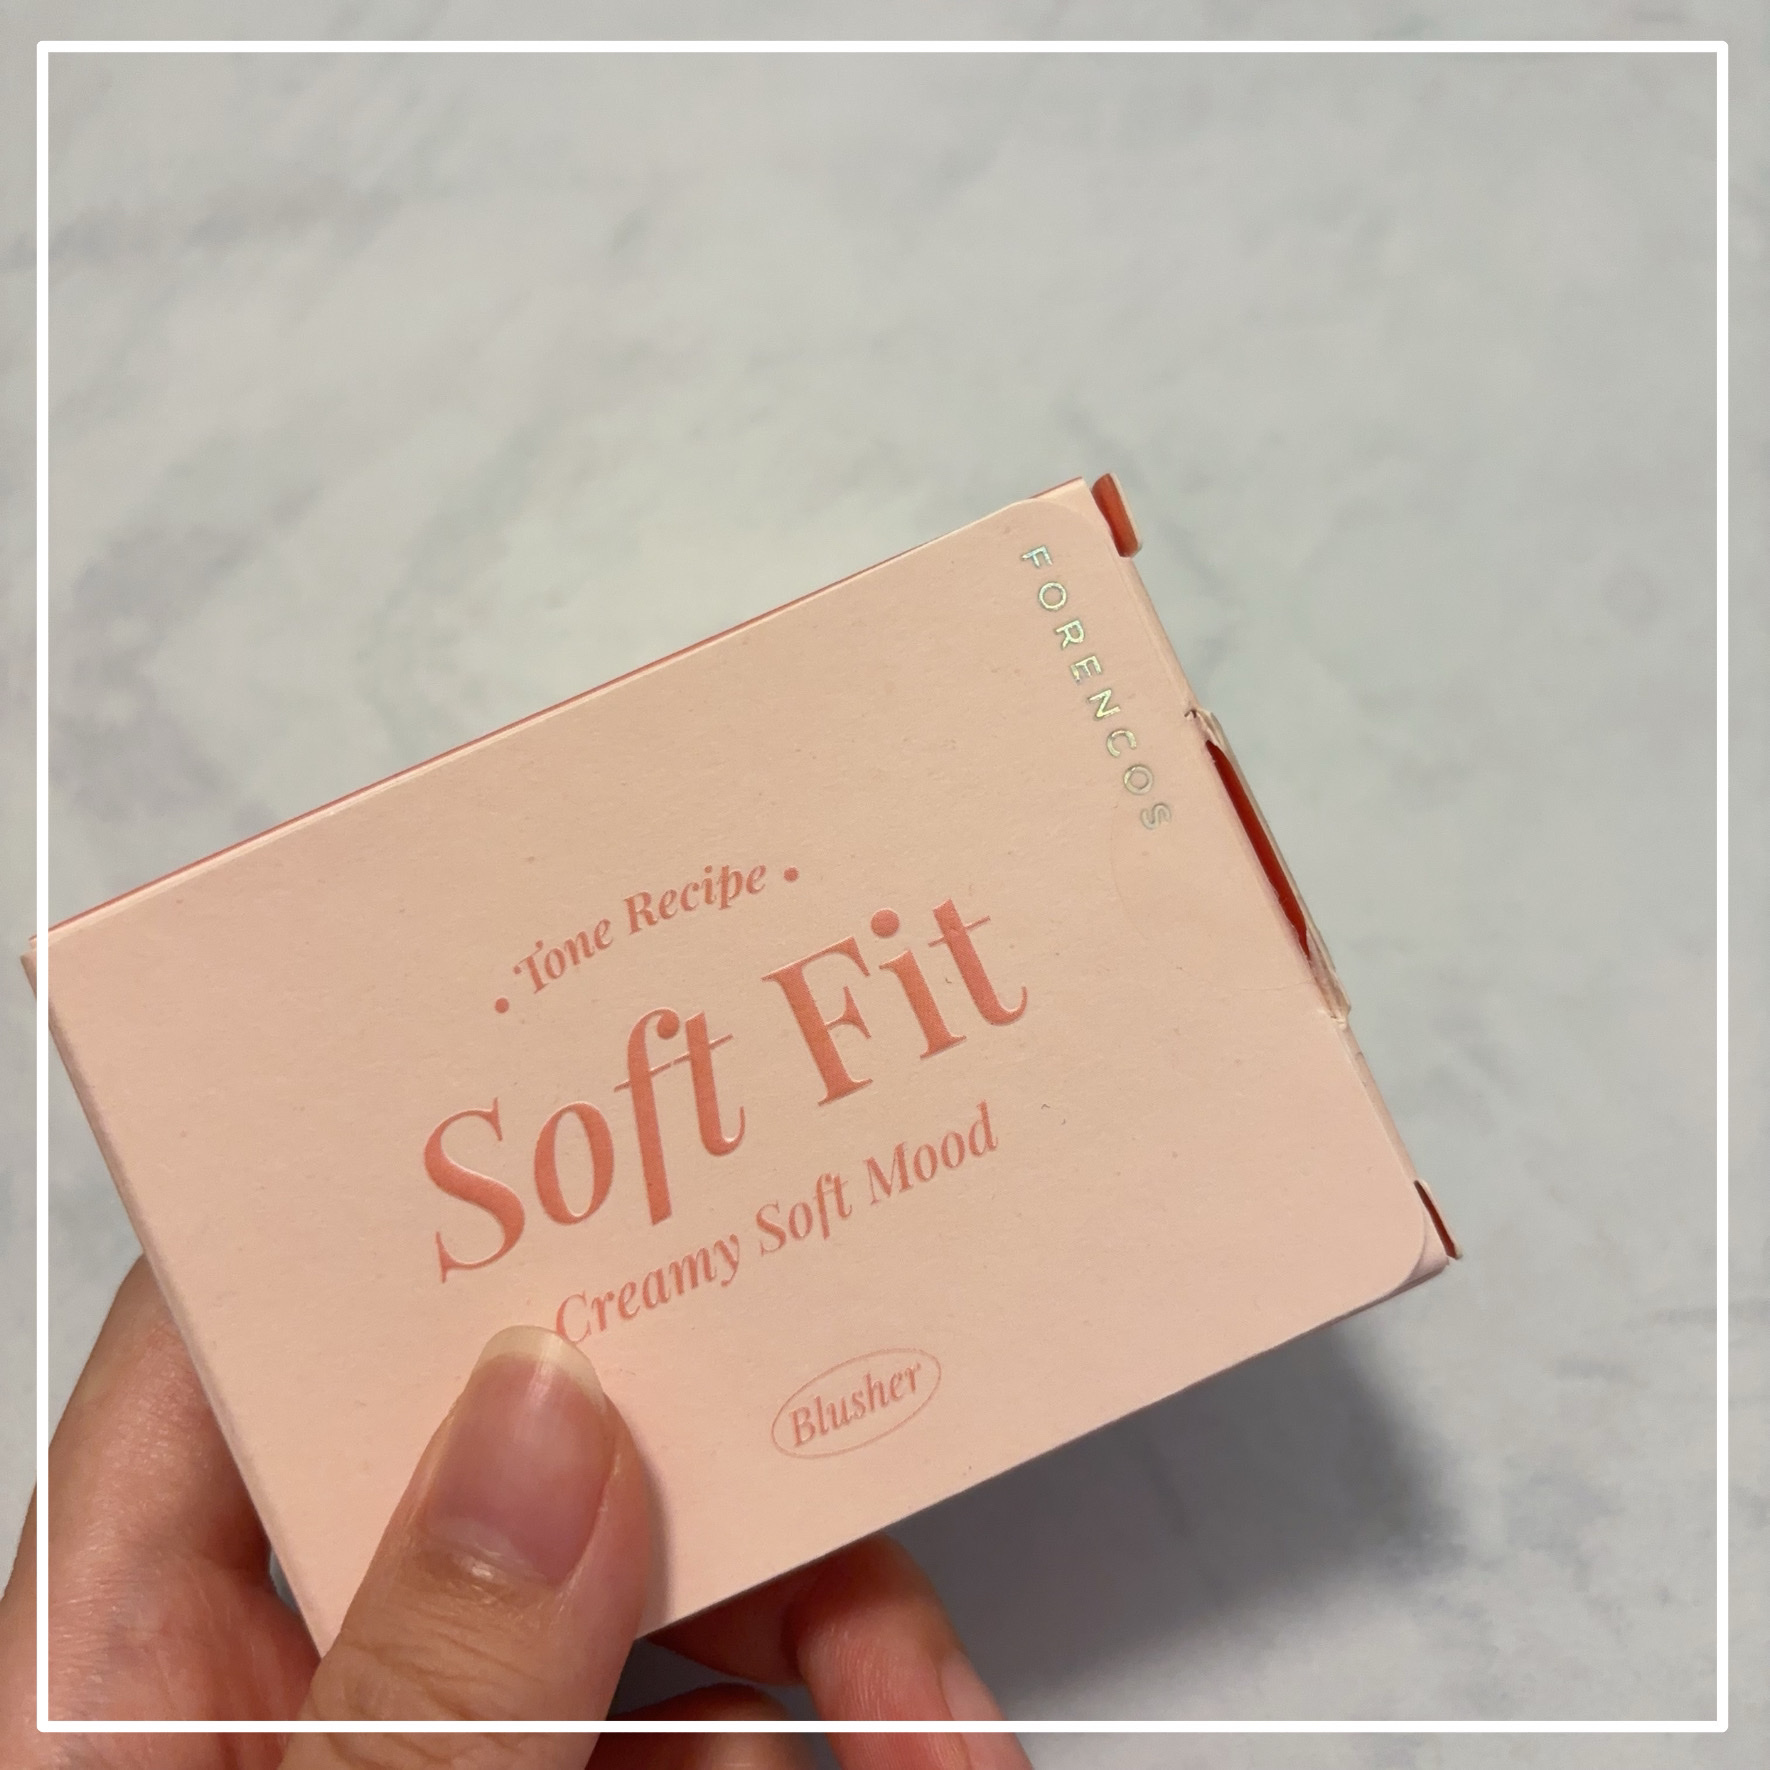 FORENCOS
• Tone Recipe •
Soft Fit
Creamy Soft Mood
Blusher